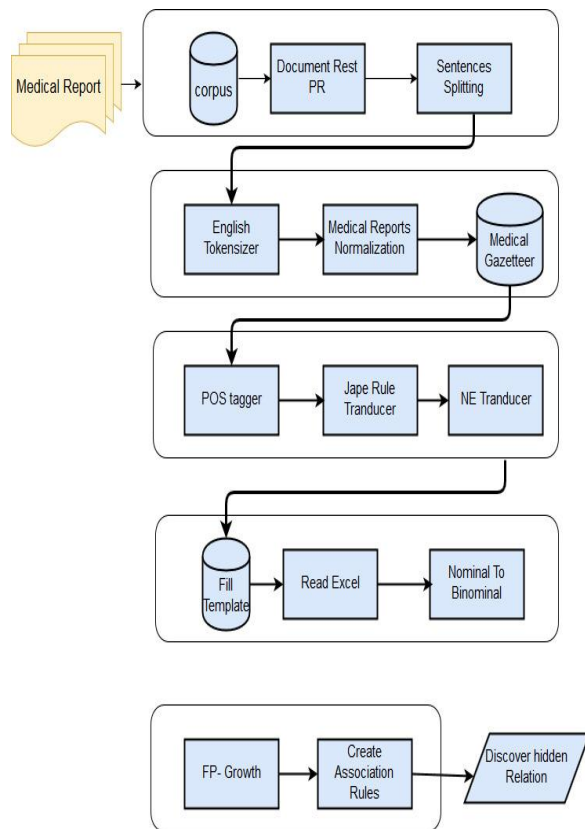 Medical Report
corpus
Document Rest
PR
Sentences
Splitting
English
Tokensizer
Medical Reports
Normalization
Medical
Gazetteer
POS tagger
Jape Rule
Tranducer
NE Tranducer
Fill
Template
Read Excel
Nominal To
Binominal
FP- Growth
Create
Association
Rules
Discover hidden
Relation